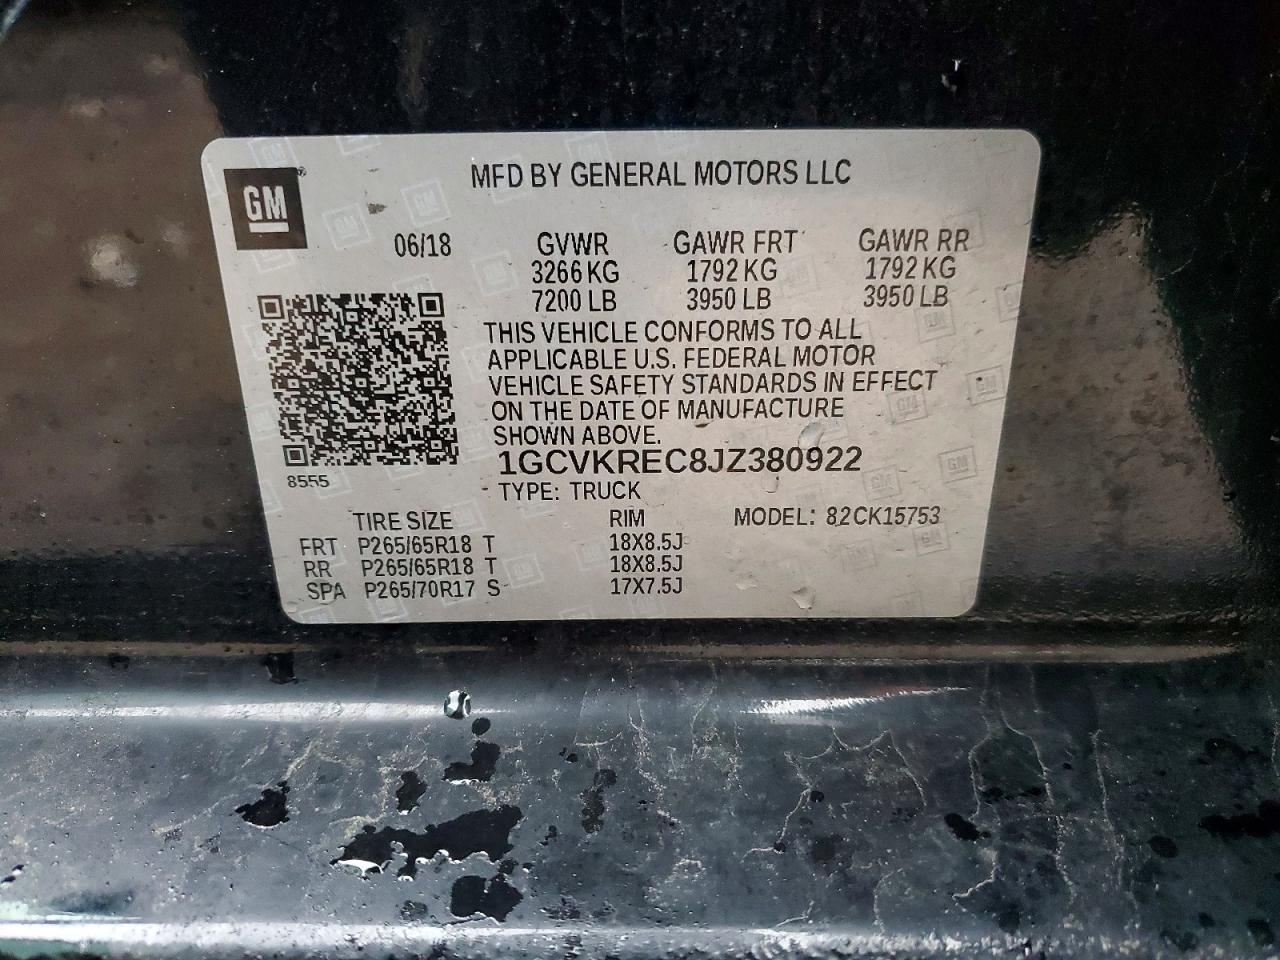 GM
MFD BY GENERAL MOTORS LLC
06/18 GVWR GAWR FRT GAWR RR
3266 KG 1792 KG 1792 KG
7200 LB 3950 LB 3950 LB
THIS VEHICLE CONFORMS TO ALL
APPLICABLE U.S. FEDERAL MOTOR
VEHICLE SAFETY STANDARDS IN EFFECT
ON THE DATE OF MANUFACTURE
SHOWN ABOVE.
1GCVKREC8JZ380922
8555
TYPE: TRUCK
TIRE SIZE RIM MODEL: 82CK15753
FRT P265/65R18 T 18X8.5J
RR P265/65R18 T 18X8.5J
SPA P265/70R17 S 17X7.5J